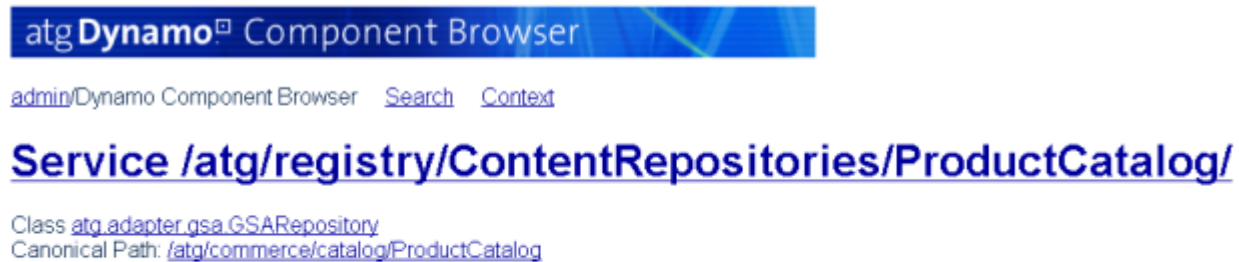 atg Dynamo Component Browser
admin/Dynamo Component Browser Search Context
Service /atg/registry/ContentRepositories/ProductCatalog/
Class atg.adapter.gsa.GSARepository
Canonical Path: /atg/commerce/catalog/ProductCatalog